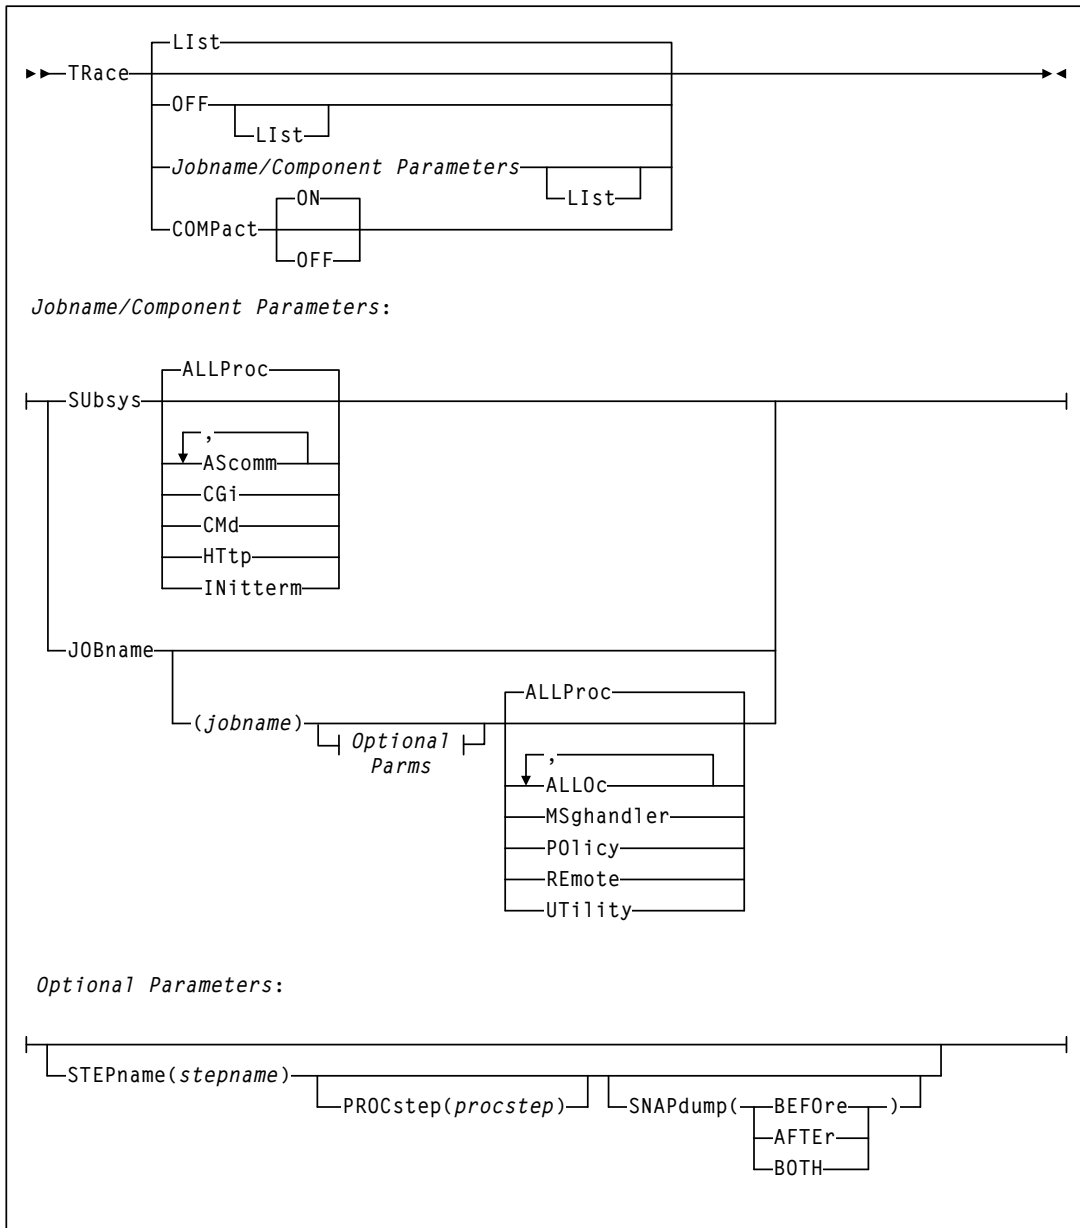 LIst
TRace
OFF
LIst
Jobname/Component Parameters
LIst
ON
COMPact
OFF
Jobname/Component Parameters:
ALLProc
SUbsys
,
AScomm
CGi
CMd
HTtp
INitterm
JOBname
ALLProc
(jobname)
Optional
Parms
,
ALLOc
MSghandler
POlicy
REmote
UTility
Optional Parameters:
STEPname(stepname)
PROCstep(procstep)
SNAPdump( BEFOre )
AFTEr
BOTH